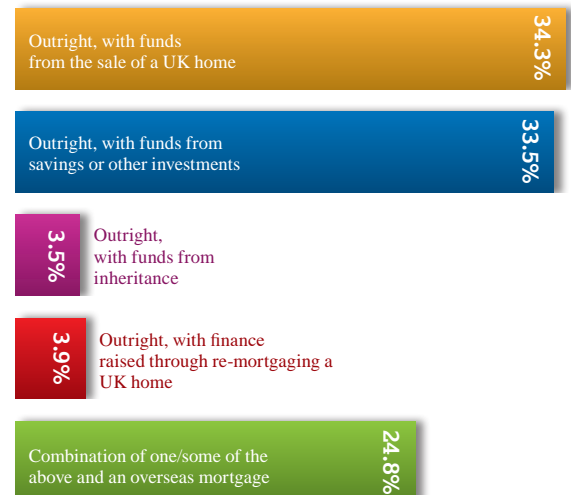 Outright, with funds
from the sale of a UK home
34.3%
Outright, with funds from
savings or other investments
33.5%
3.5%
Outright,
with funds from
inheritance
3.9%
Outright, with finance
raised through re-mortgaging a
UK home
Combination of one/some of the
above and an overseas mortgage
24.8%